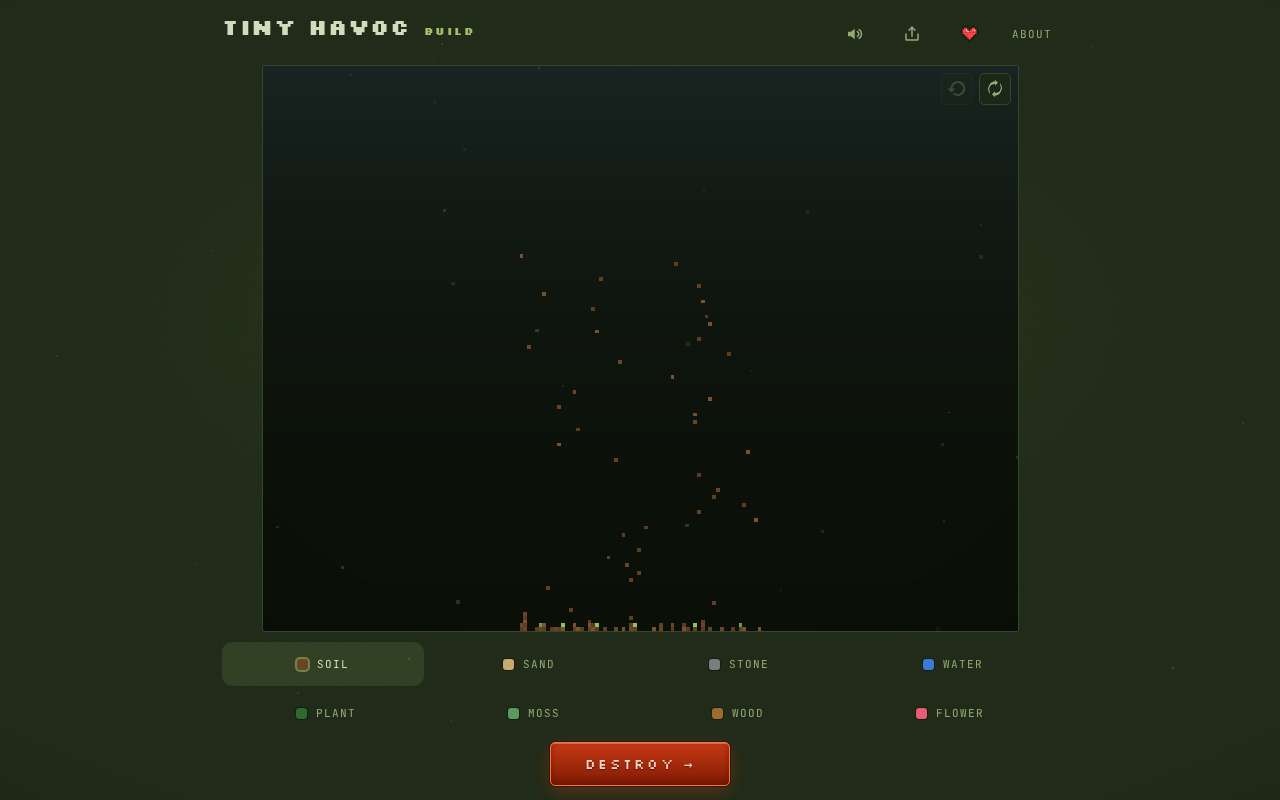 TINY HAVOC BUILD
ABOUT
SOIL SAND STONE WATER
PLANT MOSS WOOD FLOWER
DESTROY →